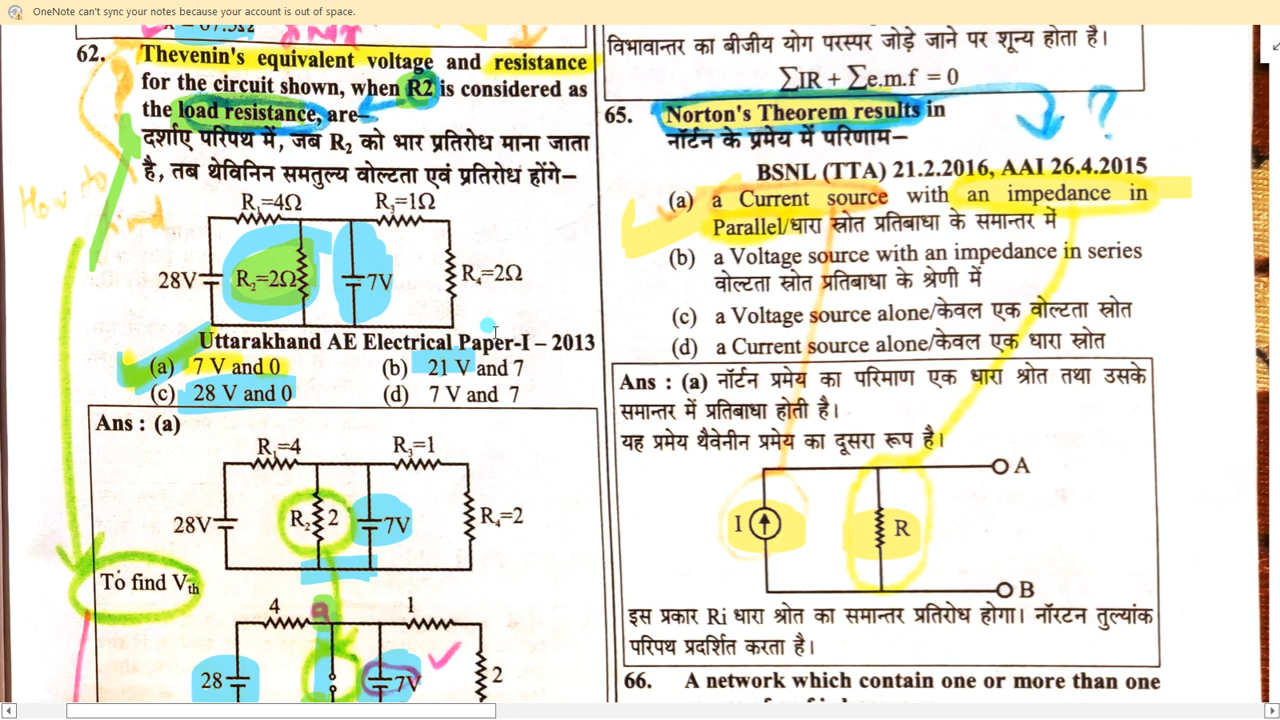 OneNote can't sync your notes because your account is out of space.
62. Thevenin's equivalent voltage and resistance
for the circuit shown, when R2 is considered as
the load resistance, are–
दर्शाए परिपथ में, जब R₂ को भार प्रतिरोध माना जाता
है, तब थेविनिन समतुल्य वोल्टता एवं प्रतिरोध होंगे–
How to
find
R₁=4Ω R₃=1Ω
28V R₂=2Ω 7V R₄=2Ω
Uttarakhand AE Electrical Paper-I – 2013
(a) 7 V and 0 (b) 21 V and 7
(c) 28 V and 0 (d) 7 V and 7
Ans : (a)
R₁=4 R₃=1
28V R₂ 2 7V R₄=2
To find Vth
4 a 1
28 7V 2
विभावान्तर का बीजीय योग परस्पर जोड़े जाने पर शून्य होता है।
∑IR + ∑e.m.f = 0
65. Norton's Theorem results in ?
नॉर्टन के प्रमेय में परिणाम–
BSNL (TTA) 21.2.2016, AAI 26.4.2015
(a) a Current source with an impedance in
Parallel/धारा स्रोत प्रतिबाधा के समान्तर में
(b) a Voltage source with an impedance in series
वोल्टता स्रोत प्रतिबाधा के श्रेणी में
(c) a Voltage source alone/केवल एक वोल्टता स्रोत
(d) a Current source alone/केवल एक धारा स्रोत
Ans : (a) नॉर्टन प्रमेय का परिमाण एक धारा श्रोत तथा उसके
समान्तर में प्रतिबाधा होती है।
यह प्रमेय थैवेनीन प्रमेय का दूसरा रूप है।
A
I R
B
इस प्रकार Ri धारा श्रोत का समान्तर प्रतिरोध होगा। नॉरटन तुल्यांक
परिपथ प्रदर्शित करता है।
66. A network which contain one or more than one